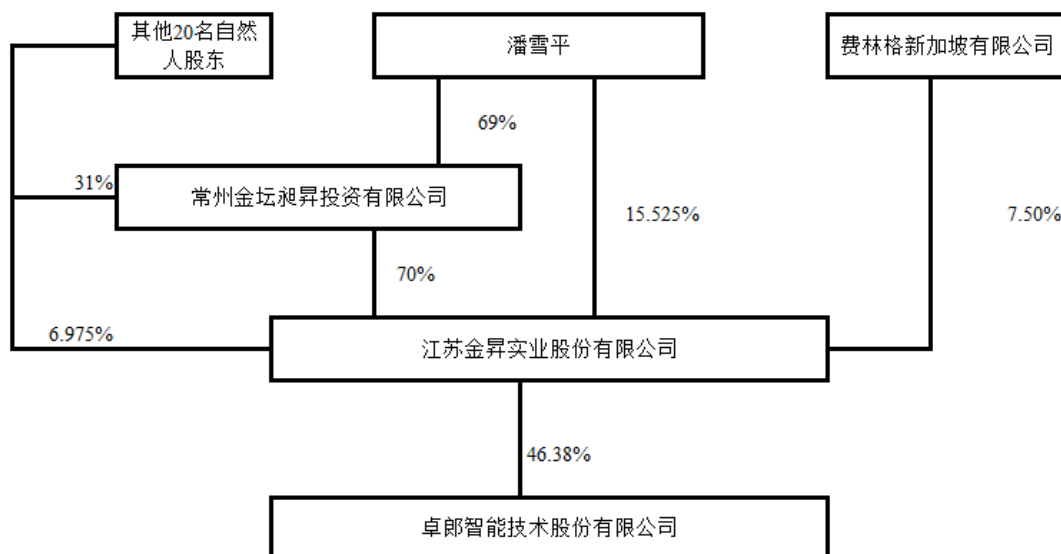 其他20名自然
人股东
潘雪平
费林格新加坡有限公司
69%
31%
常州金坛昶昇投资有限公司
15.525%
7.50%
70%
6.975%
江苏金昇实业股份有限公司
46.38%
卓郎智能技术股份有限公司